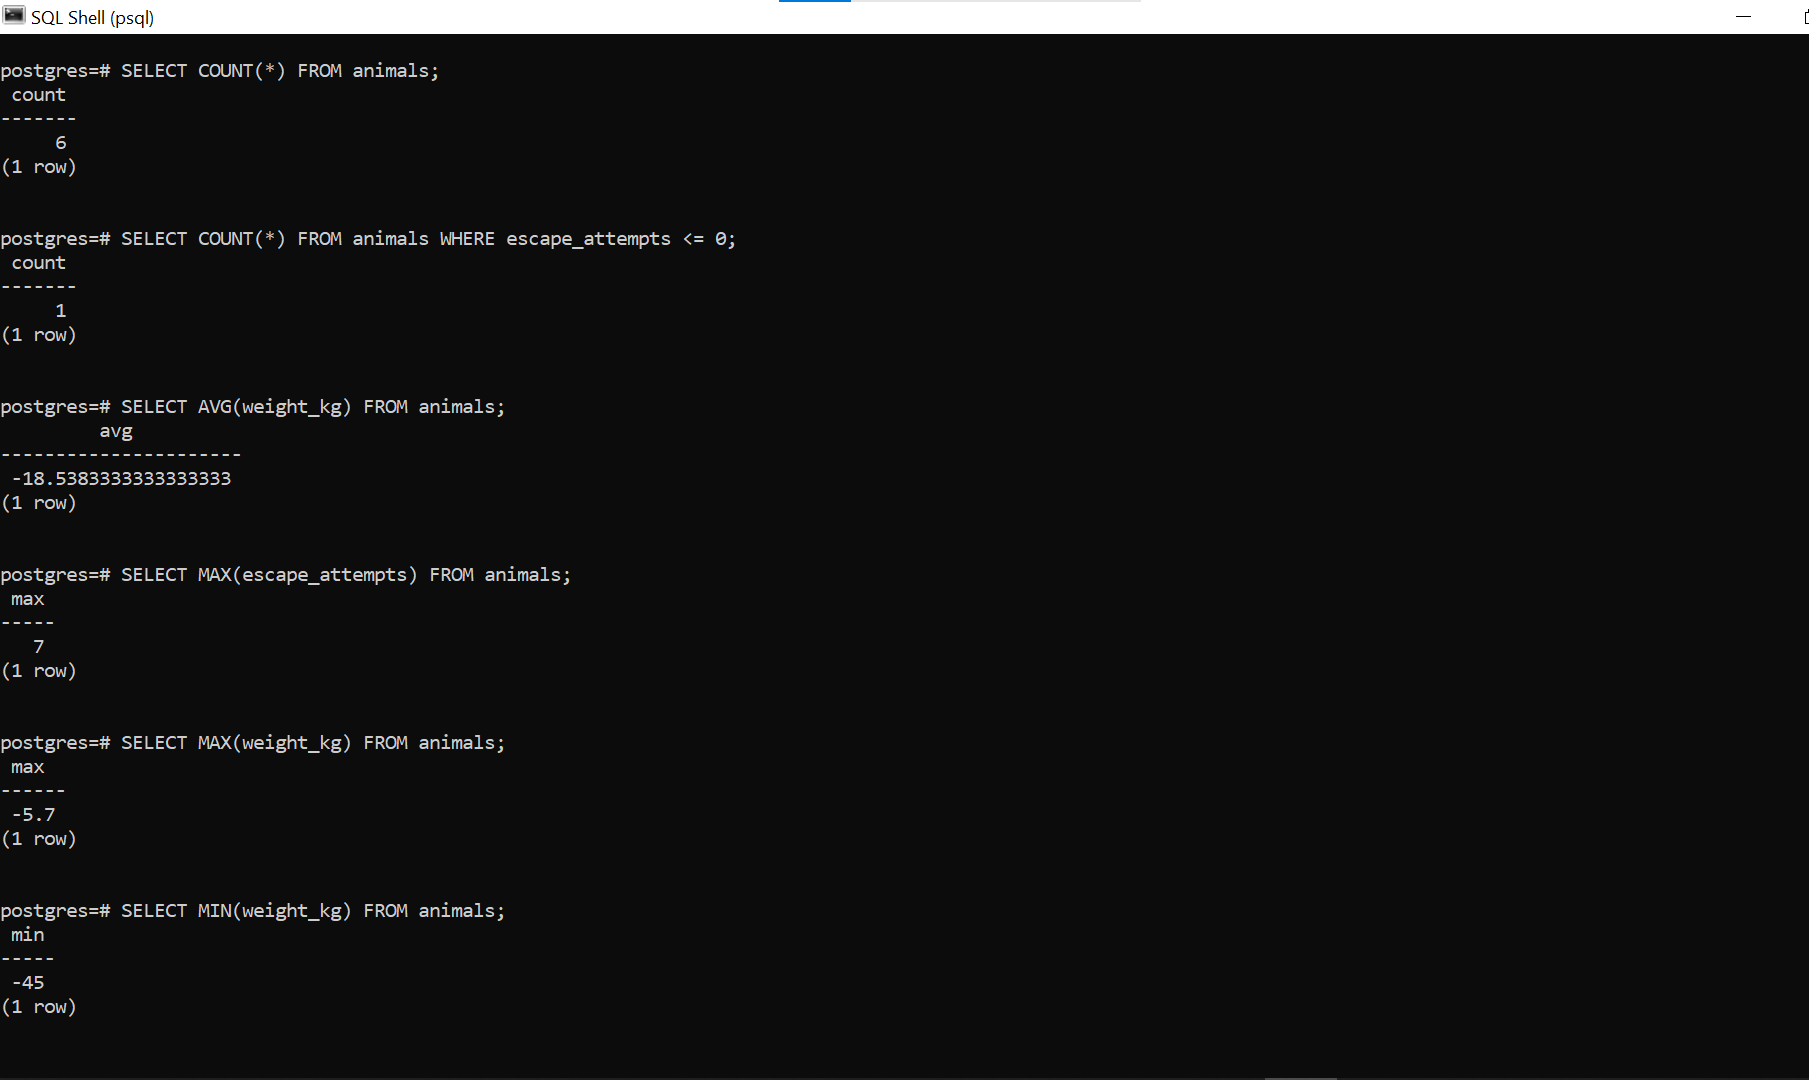 SQL Shell (psql)
postgres=# SELECT COUNT(*) FROM animals;
 count
-------
     6
(1 row)
postgres=# SELECT COUNT(*) FROM animals WHERE escape_attempts <= 0;
 count
-------
     1
(1 row)
postgres=# SELECT AVG(weight_kg) FROM animals;
         avg
----------------------
 -18.5383333333333333
(1 row)
postgres=# SELECT MAX(escape_attempts) FROM animals;
 max
-----
   7
(1 row)
postgres=# SELECT MAX(weight_kg) FROM animals;
 max
------
 -5.7
(1 row)
postgres=# SELECT MIN(weight_kg) FROM animals;
 min
-----
 -45
(1 row)